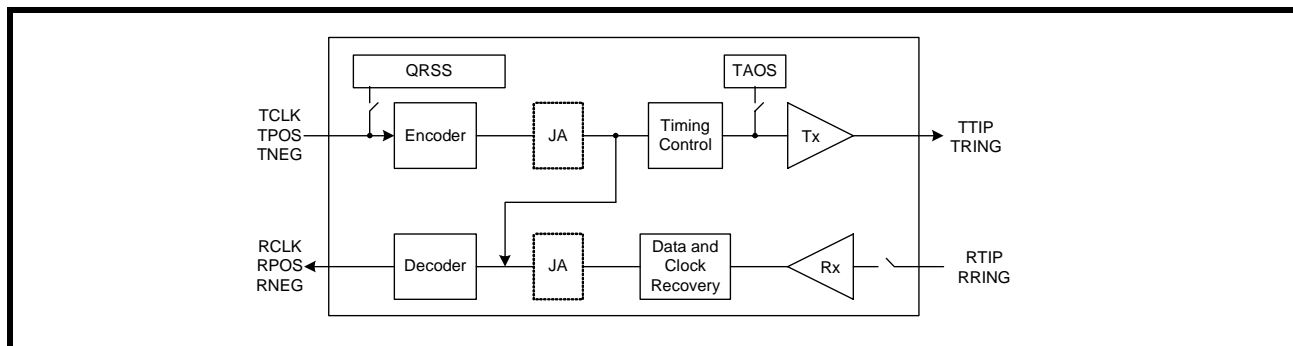 QRSS
TAOS
TCLK
TPOS
TNEG
Encoder
JA
Timing
Control
Tx
TTIP
TRING
RCLK
RPOS
RNEG
Decoder
JA
Data and
Clock
Recovery
Rx
RTIP
RRING